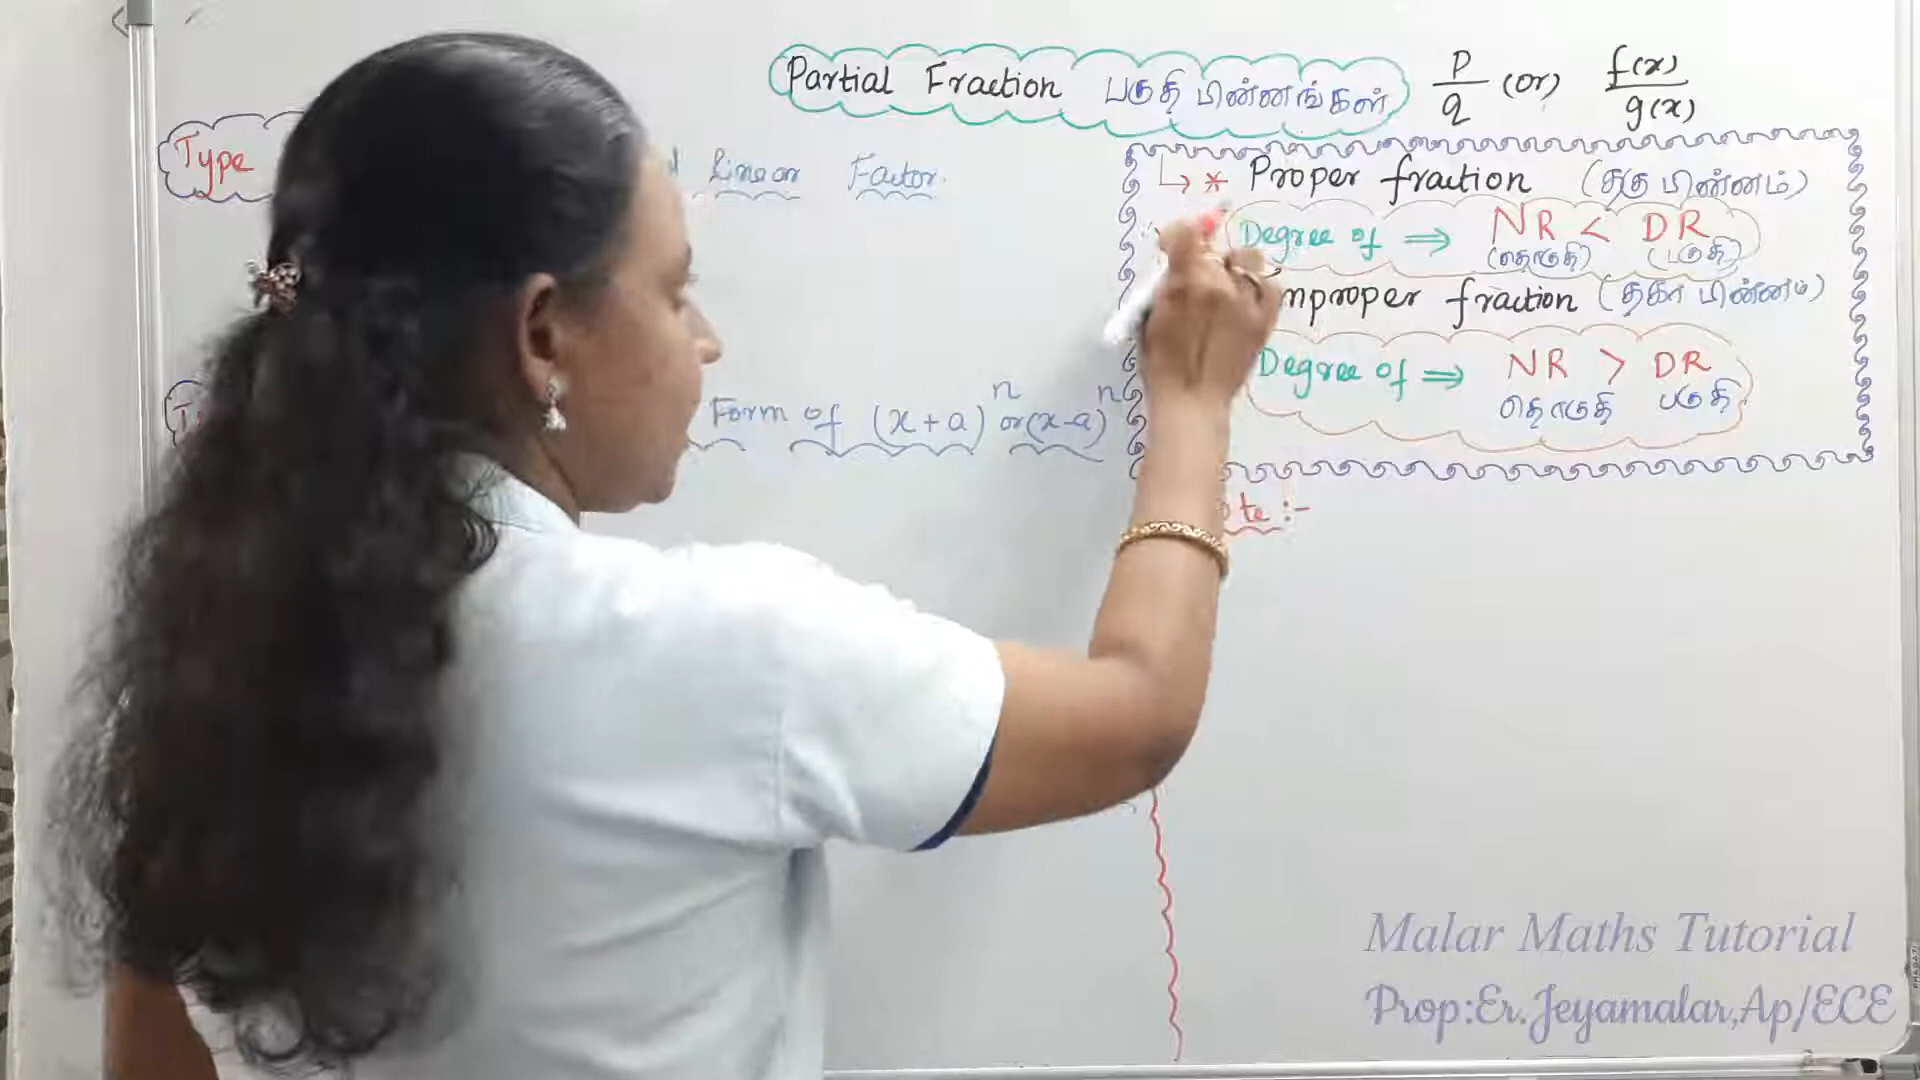 Partial Fraction பகுதி பின்னங்கள் P/q (or) f(x)/g(x)
Type
Linear Factor.
↳ * Proper fraction (தகு பின்னம்)
Degree of ⇒ NR < DR
(தொகுதி) (பகுதி)
mproper fraction (தகா பின்னம்)
Degree of ⇒ NR > DR
தொகுதி பகுதி
Form of (x+a)ⁿ or (x-a)ⁿ
ote :-
Malar Maths Tutorial
Prop:Er.Jeyamalar,Ap/ECE